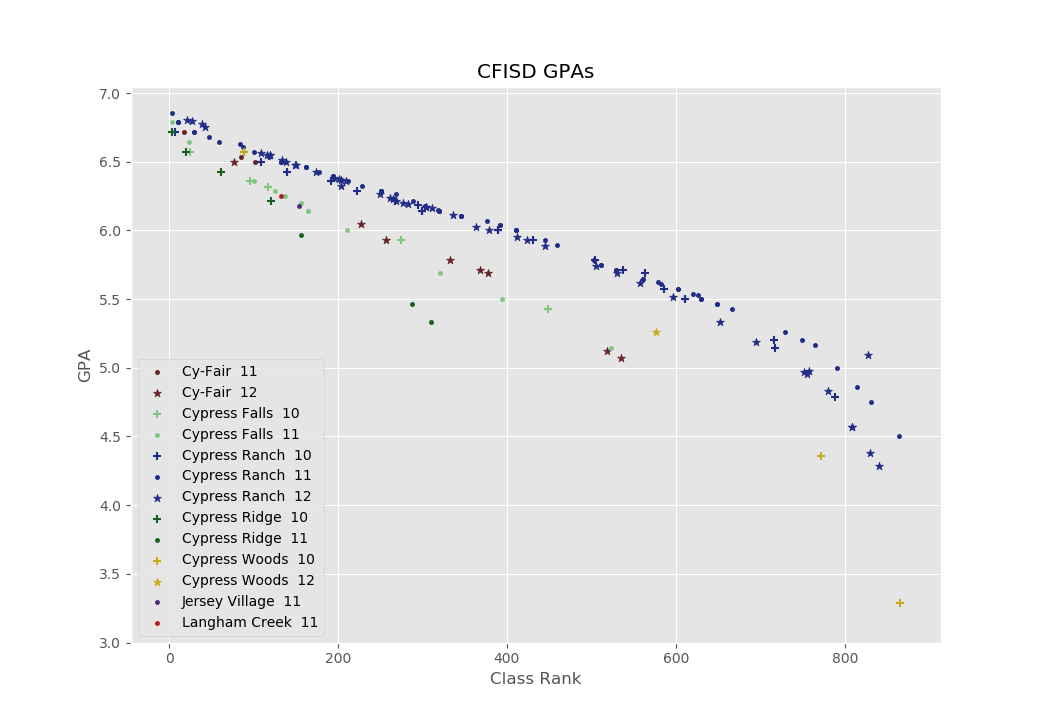 CFISD GPAs
7.0
6.5
6.0
5.5
5.0
4.5
4.0
3.5
3.0
GPA
Cy-Fair 11
Cy-Fair 12
Cypress Falls 10
Cypress Falls 11
Cypress Ranch 10
Cypress Ranch 11
Cypress Ranch 12
Cypress Ridge 10
Cypress Ridge 11
Cypress Woods 10
Cypress Woods 12
Jersey Village 11
Langham Creek 11
0 200 400 600 800
Class Rank